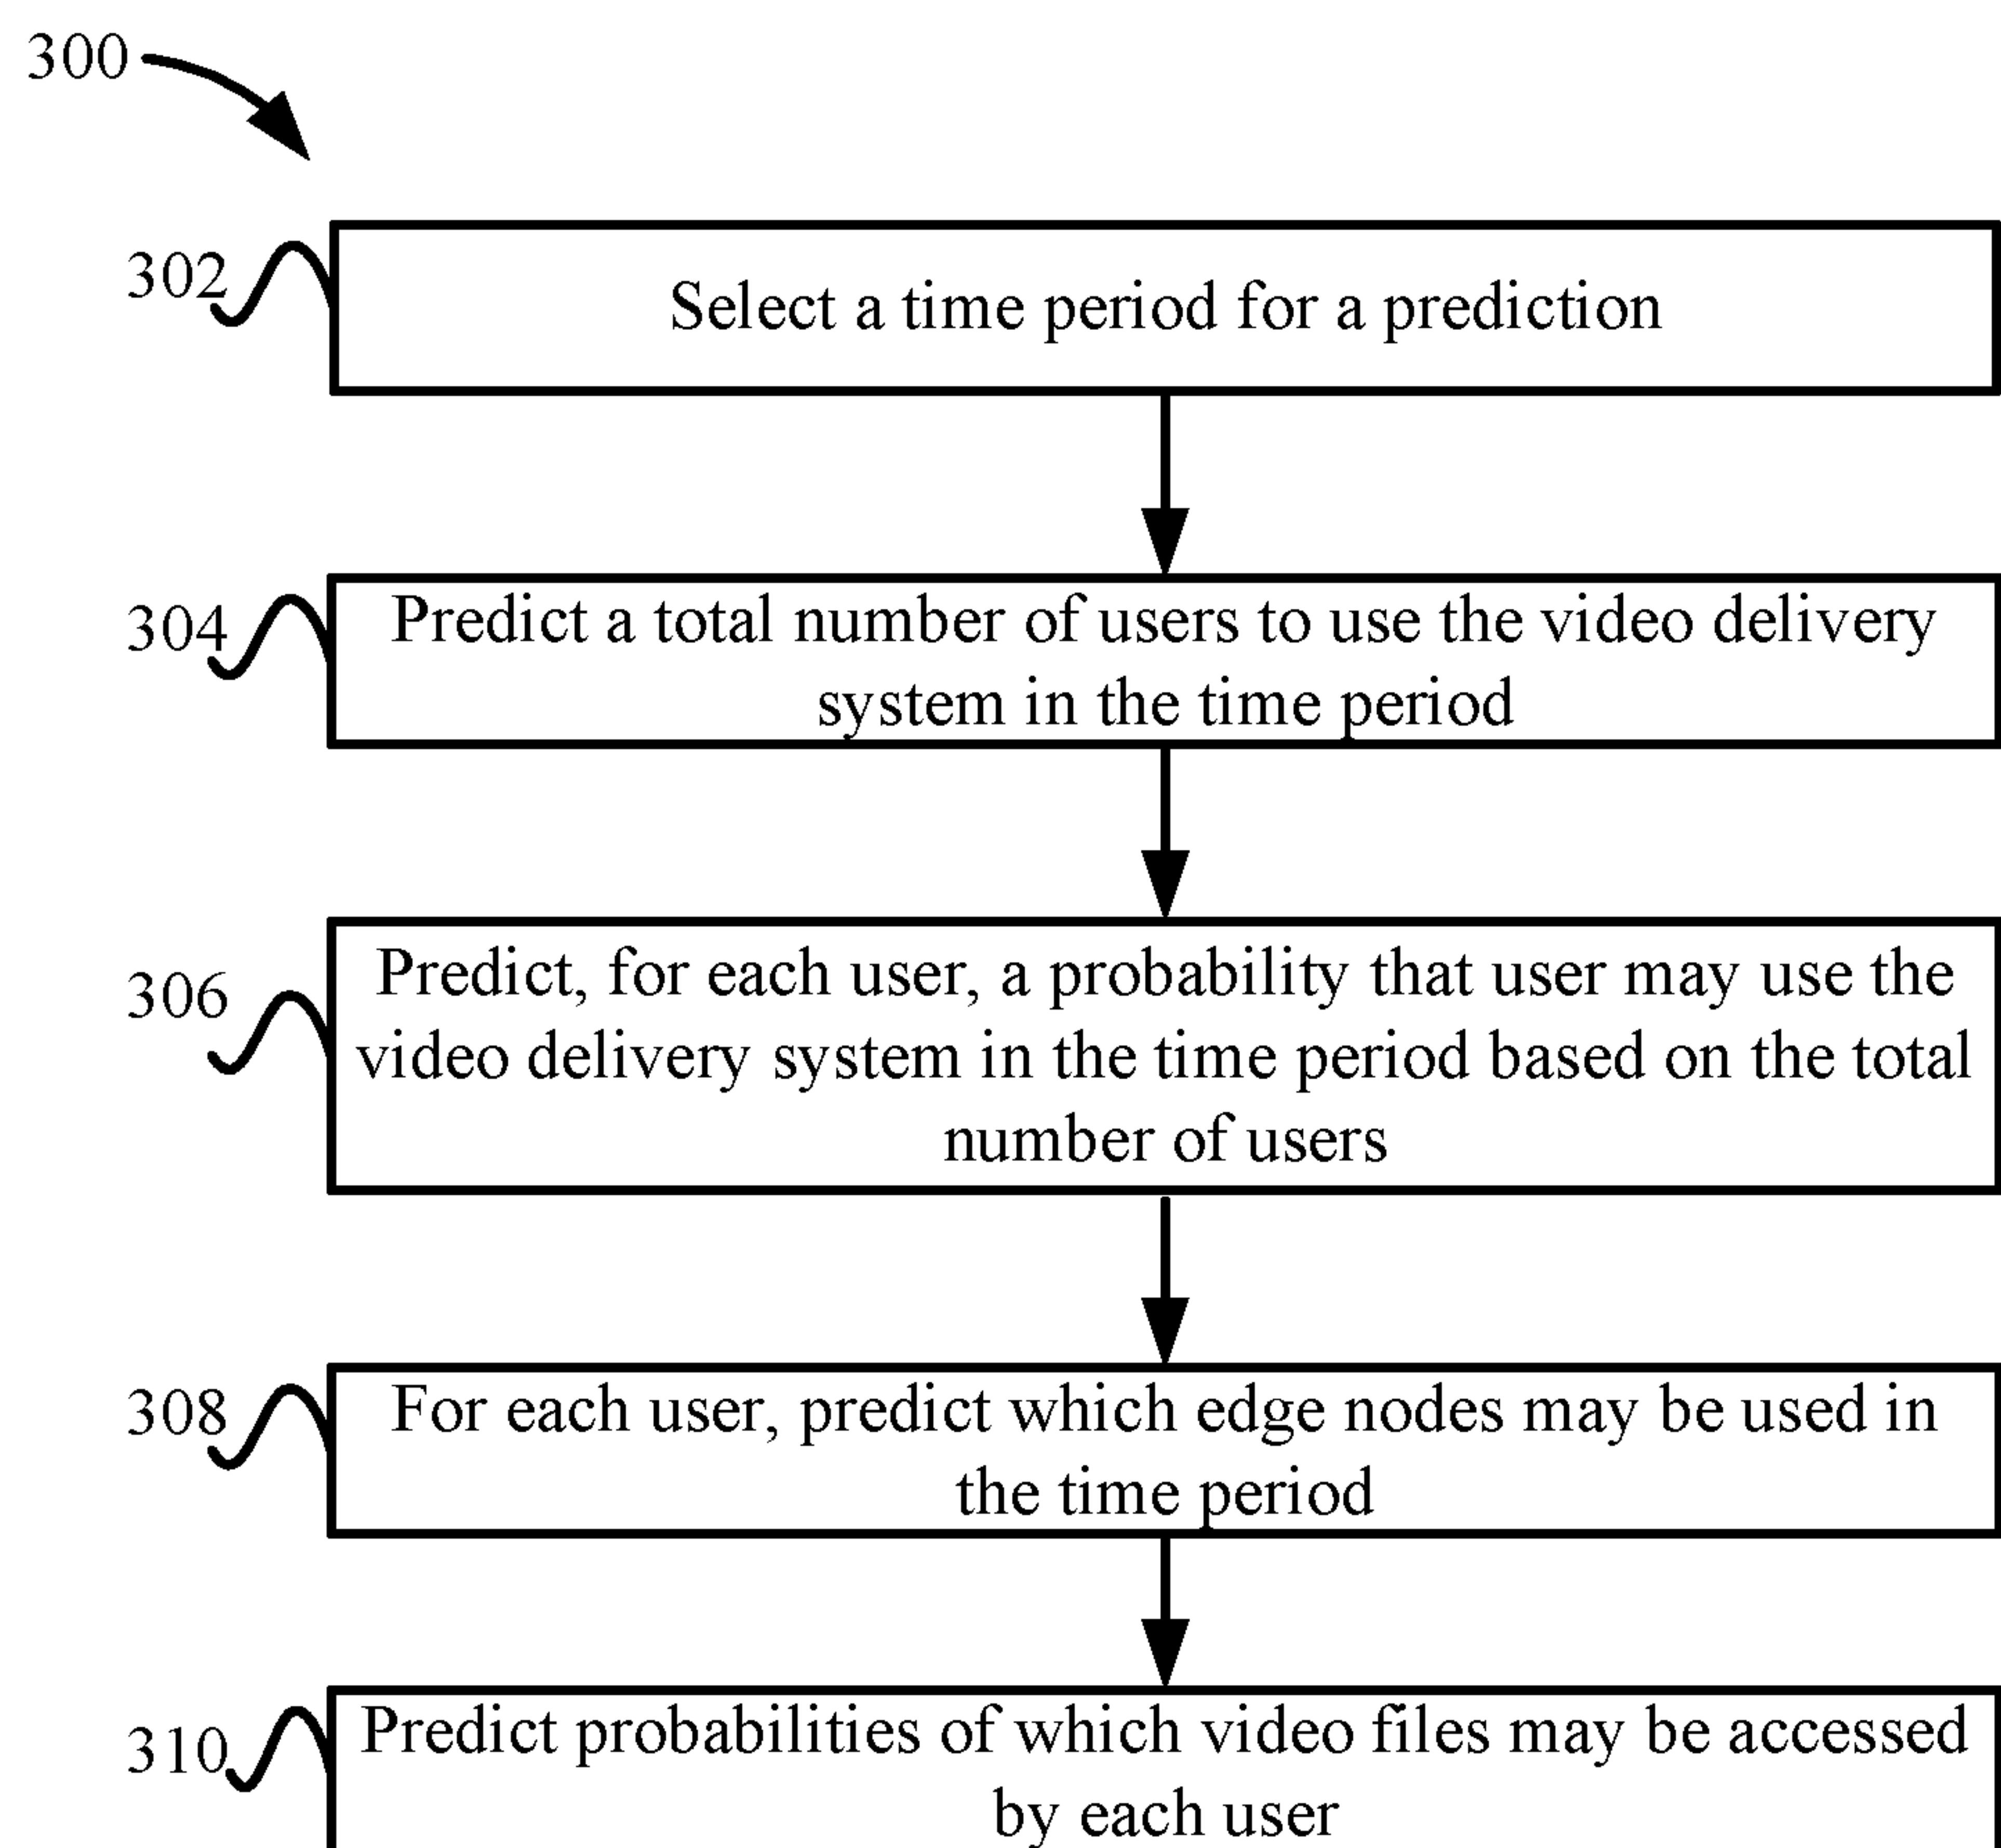 300
302
Select a time period for a prediction
304
Predict a total number of users to use the video delivery
system in the time period
306
Predict, for each user, a probability that user may use the
video delivery system in the time period based on the total
number of users
308
For each user, predict which edge nodes may be used in
the time period
310
Predict probabilities of which video files may be accessed
by each user